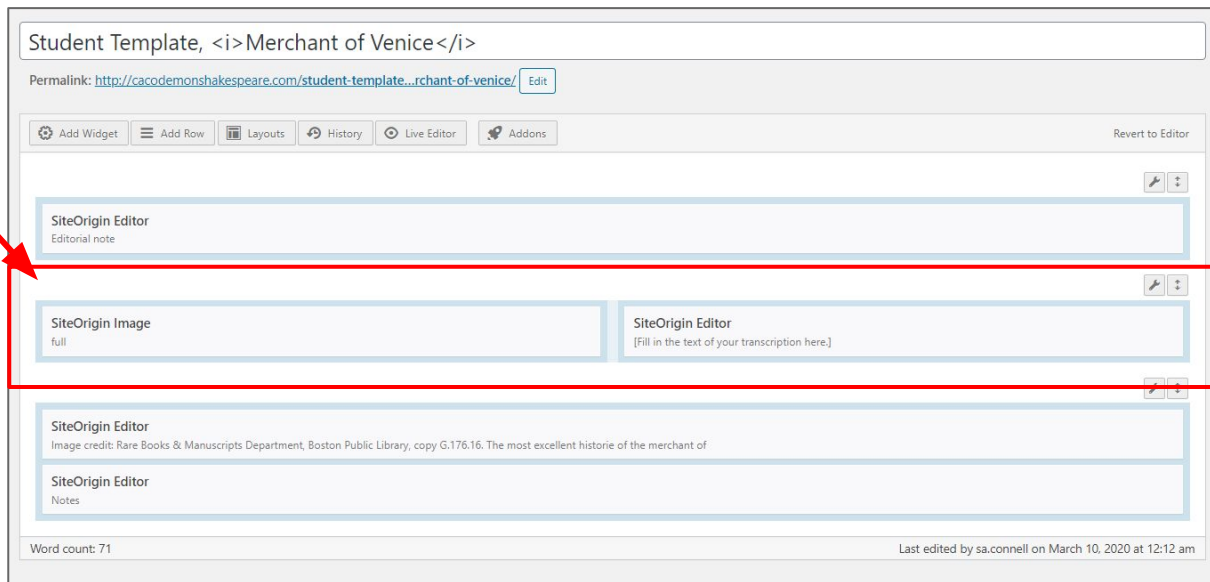 Student Template, <i>Merchant of Venice</i>
Permalink: http://cacodemonshakespeare.com/student-template...rchant-of-venice/ Edit
Add Widget Add Row Layouts History Live Editor Addons Revert to Editor
SiteOrigin Editor
Editorial note
SiteOrigin Image
full
SiteOrigin Editor
[Fill in the text of your transcription here.]
SiteOrigin Editor
Image credit: Rare Books & Manuscripts Department, Boston Public Library, copy G.176.16. The most excellent historie of the merchant of
SiteOrigin Editor
Notes
Word count: 71 Last edited by sa.connell on March 10, 2020 at 12:12 am